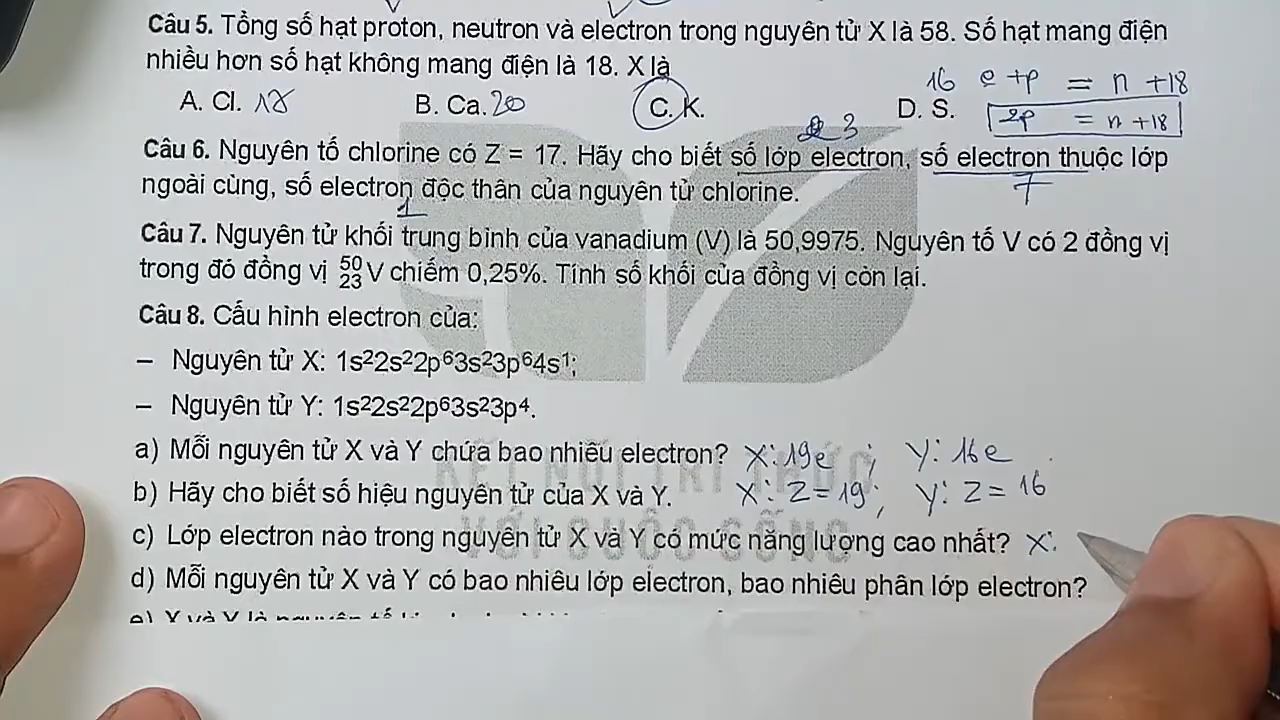 Câu 5. Tổng số hạt proton, neutron và electron trong nguyên tử X là 58. Số hạt mang điện
nhiều hơn số hạt không mang điện là 18. X là
16 e + p = n + 18
A. Cl. 18 B. Ca. 20 C. K. D. S.
2p = n + 18
3
Câu 6. Nguyên tố chlorine có Z = 17. Hãy cho biết số lớp electron, số electron thuộc lớp
ngoài cùng, số electron độc thân của nguyên tử chlorine.
7
1
Câu 7. Nguyên tử khối trung bình của vanadium (V) là 50,9975. Nguyên tố V có 2 đồng vị
trong đó đồng vị ⁵⁰₂₃V chiếm 0,25%. Tính số khối của đồng vị còn lại.
Câu 8. Cấu hình electron của:
– Nguyên tử X: 1s²2s²2p⁶3s²3p⁶4s¹;
– Nguyên tử Y: 1s²2s²2p⁶3s²3p⁴.
a) Mỗi nguyên tử X và Y chứa bao nhiêu electron? X: 19e ; Y: 16e
b) Hãy cho biết số hiệu nguyên tử của X và Y. X: Z = 19; Y: Z = 16
c) Lớp electron nào trong nguyên tử X và Y có mức năng lượng cao nhất? X:
d) Mỗi nguyên tử X và Y có bao nhiêu lớp electron, bao nhiêu phân lớp electron?
KẾT NỐI TRI THỨC
VỚI CUỘC SỐNG